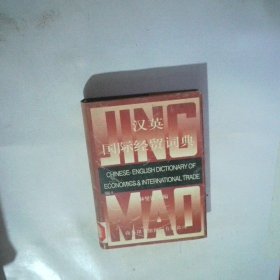 汉英
JING
国际经贸词典
CHINESE-ENGLISH DICTIONARY OF
ECONOMICS & INTERNATIONAL TRADE
MAO